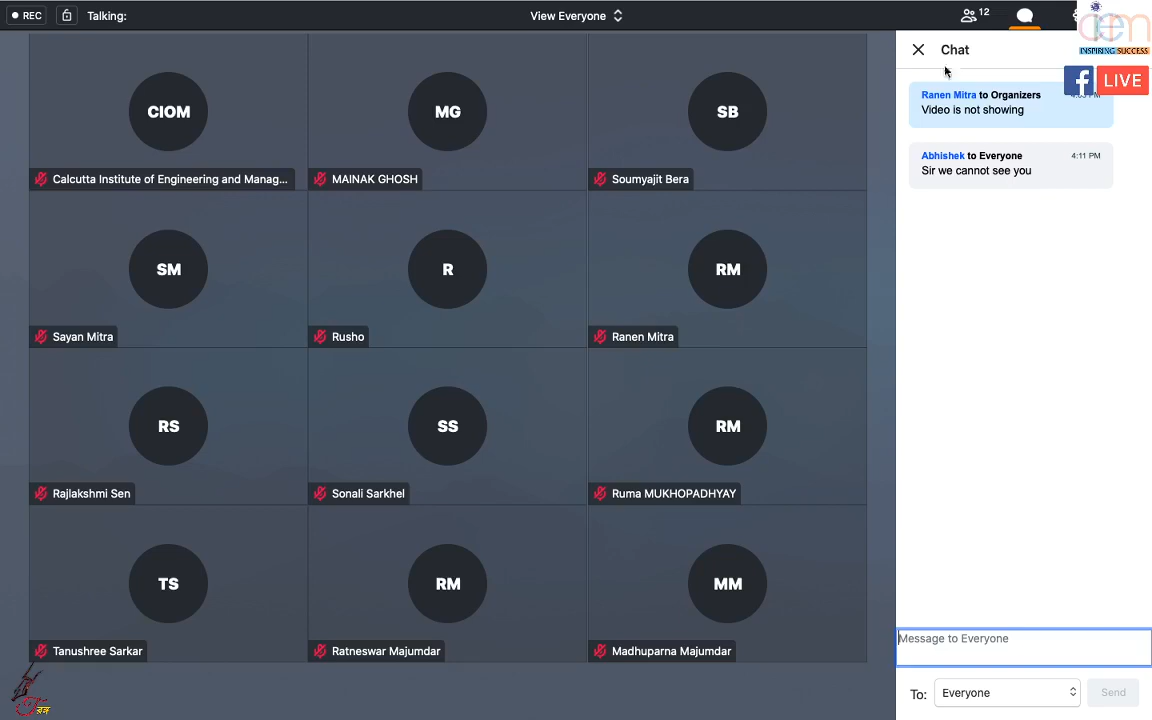 REC
Talking:
View Everyone
12
INSPIRING SUCCESS
Chat
f LIVE
Ranen Mitra to Organizers
Video is not showing
Abhishek to Everyone 4:11 PM
Sir we cannot see you
CIOM
MG
SB
Calcutta Institute of Engineering and Manag...
MAINAK GHOSH
Soumyajit Bera
SM
R
RM
Sayan Mitra
Rusho
Ranen Mitra
RS
SS
RM
Rajlakshmi Sen
Sonali Sarkhel
Ruma MUKHOPADHYAY
TS
RM
MM
Tanushree Sarkar
Ratneswar Majumdar
Madhuparna Majumdar
Message to Everyone
To: Everyone Send